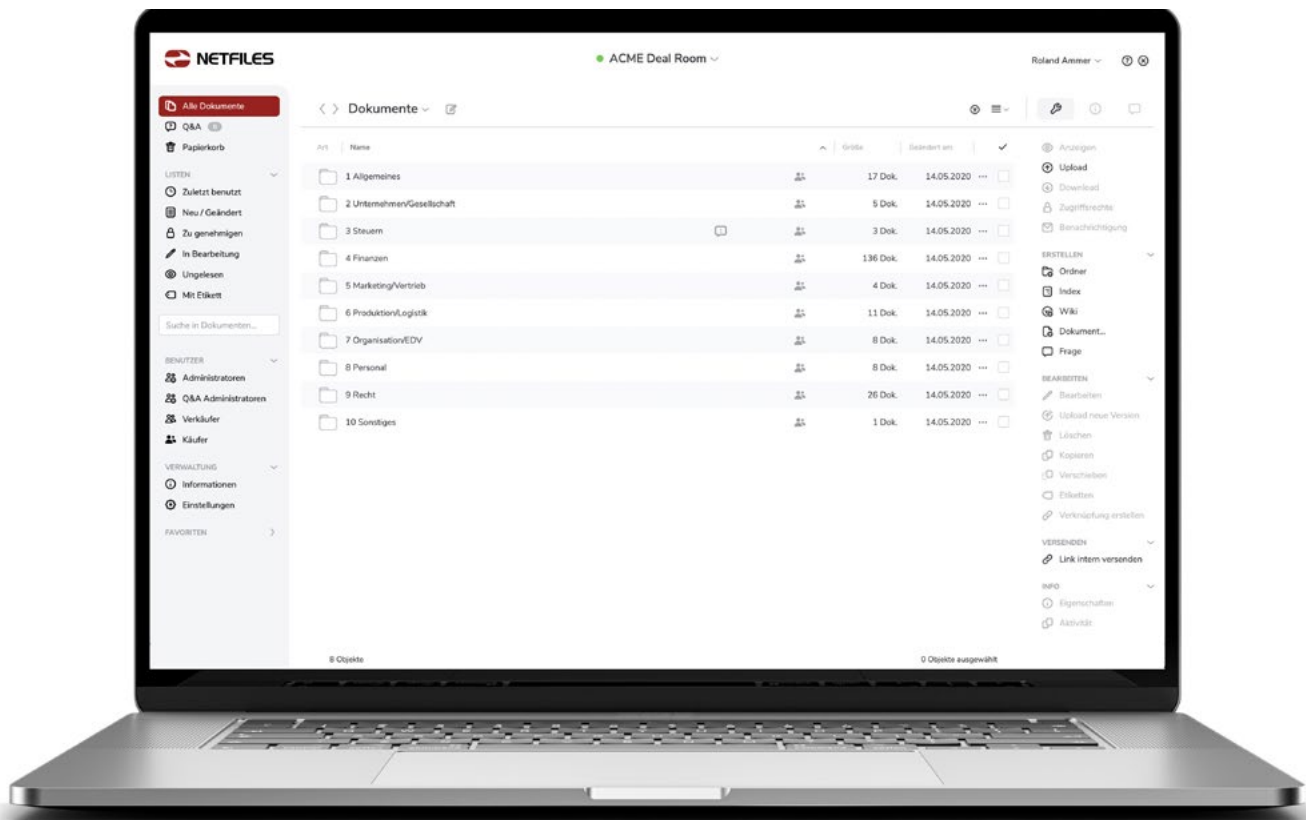 NETFILES
ACME Deal Room
Roland Ammer
Alle Dokumente
Q&A 0
Papierkorb
LISTEN
Zuletzt benutzt
Neu / Geändert
Zu genehmigen
In Bearbeitung
Ungelesen
Mit Etikett
Suche in Dokumenten...
BENUTZER
Administratoren
Q&A Administratoren
Verkäufer
Käufer
VERWALTUNG
Informationen
Einstellungen
FAVORITEN
Dokumente
Art Name Größe Geändert am
1 Allgemeines 17 Dok. 14.05.2020
2 Unternehmen/Gesellschaft 5 Dok. 14.05.2020
3 Steuern 3 Dok. 14.05.2020
4 Finanzen 136 Dok. 14.05.2020
5 Marketing/Vertrieb 4 Dok. 14.05.2020
6 Produktion/Logistik 11 Dok. 14.05.2020
7 Organisation/EDV 8 Dok. 14.05.2020
8 Personal 8 Dok. 14.05.2020
9 Recht 26 Dok. 14.05.2020
10 Sonstiges 1 Dok. 14.05.2020
8 Objekte 0 Objekte ausgewählt
Anzeigen
Upload
Download
Zugriffsrechte
Benachrichtigung
ERSTELLEN
Ordner
Index
Wiki
Dokument...
Frage
BEARBEITEN
Bearbeiten
Upload neue Version
Löschen
Kopieren
Verschieben
Etiketten
Verknüpfung erstellen
VERSENDEN
Link intern versenden
INFO
Eigenschaften
Aktivität